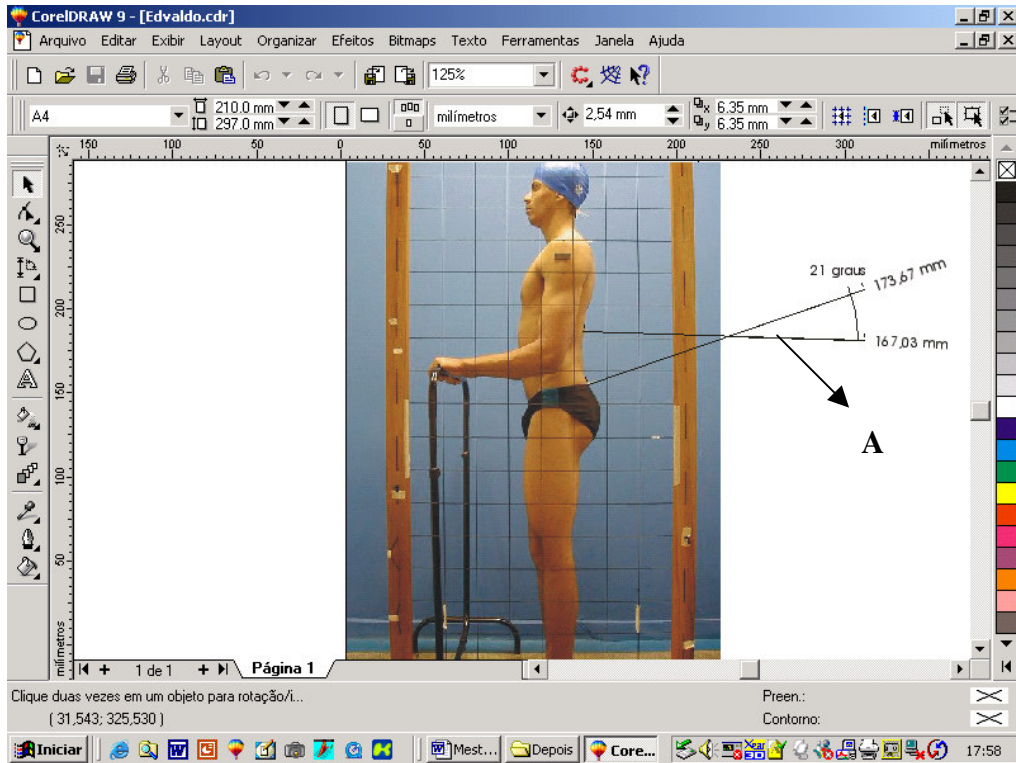 CorelDRAW 9 - [Edvaldo.cdr]
Arquivo Editar Exibir Layout Organizar Efeitos Bitmaps Texto Ferramentas Janela Ajuda
125%
A4 210.0 mm 297.0 mm milímetros 2,54 mm x 6.35 mm y 6.35 mm
150 100 50 0 50 100 150 200 250 300 milímetros
250
200
150
100
50
milímetros
21 graus
173,67 mm
167,03 mm
A
1 de 1 Página 1
Clique duas vezes em um objeto para rotação/i... Preen.:
( 31,543; 325,530 ) Contorno:
Iniciar Mest... Depois Core... 17:58